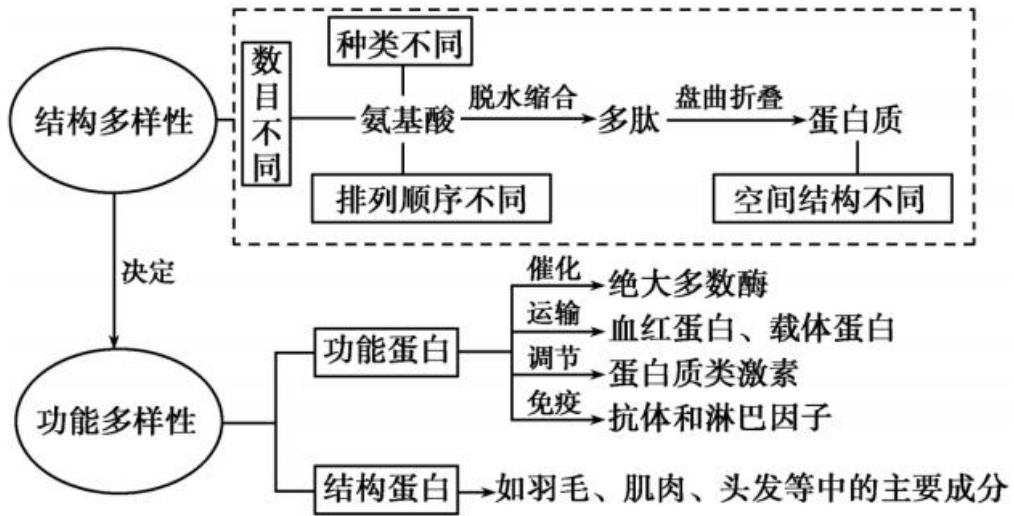 种类不同
数目不同
结构多样性
氨基酸
脱水缩合
多肽
盘曲折叠
蛋白质
排列顺序不同
空间结构不同
决定
功能多样性
功能蛋白
催化
绝大多数酶
运输
血红蛋白、载体蛋白
调节
蛋白质类激素
免疫
抗体和淋巴因子
结构蛋白
如羽毛、肌肉、头发等中的主要成分